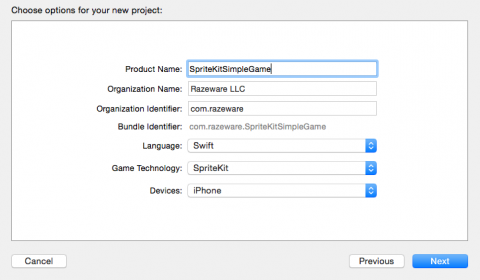 Choose options for your new project:
Product Name: SpriteKitSimpleGame
Organization Name: Razeware LLC
Organization Identifier: com.razeware
Bundle Identifier: com.razeware.SpriteKitSimpleGame
Language: Swift
Game Technology: SpriteKit
Devices: iPhone
Cancel Previous Next